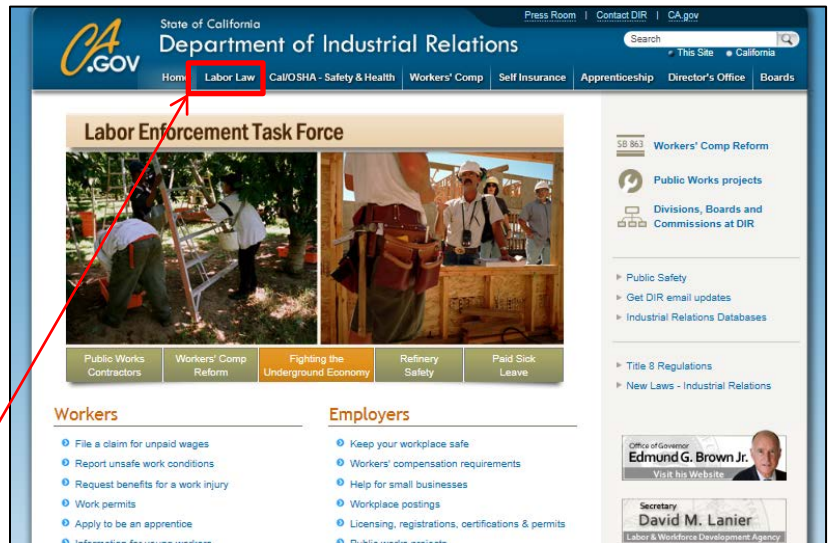 Press Room | Contact DIR | CA.gov
CA
.GOV
State of California
Department of Industrial Relations
Search
This Site California
Home Labor Law Cal/OSHA - Safety & Health Workers' Comp Self Insurance Apprenticeship Director's Office Boards
Labor Enforcement Task Force
Public Works
Contractors
Workers' Comp
Reform
Fighting the
Underground Economy
Refinery
Safety
Paid Sick
Leave
Workers
File a claim for unpaid wages
Report unsafe work conditions
Request benefits for a work injury
Work permits
Apply to be an apprentice
Information for young workers
Employers
Keep your workplace safe
Workers' compensation requirements
Help for small businesses
Workplace postings
Licensing, registrations, certifications & permits
Public works projects
SB 863 Workers' Comp Reform
Public Works projects
Divisions, Boards and
Commissions at DIR
Public Safety
Get DIR email updates
Industrial Relations Databases
Title 8 Regulations
New Laws - Industrial Relations
Office of Governor
Edmund G. Brown Jr.
Visit his Website
Secretary
David M. Lanier
Labor & Workforce Development Agency